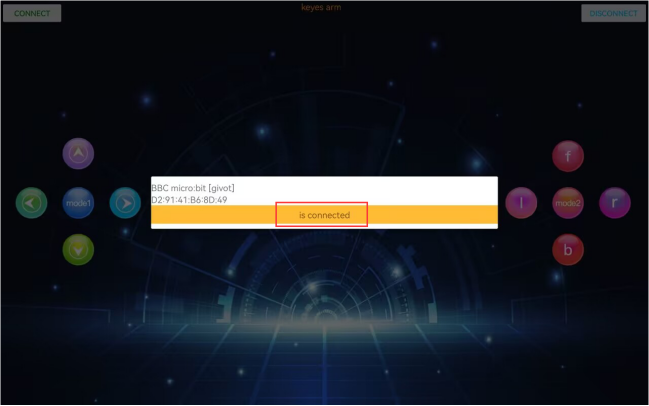 keyes arm
CONNECT
DISCONNECT
f
BBC micro:bit [givot]
D2:91:41:B6:8D:49
mode1
l
mode2
r
is connected
b